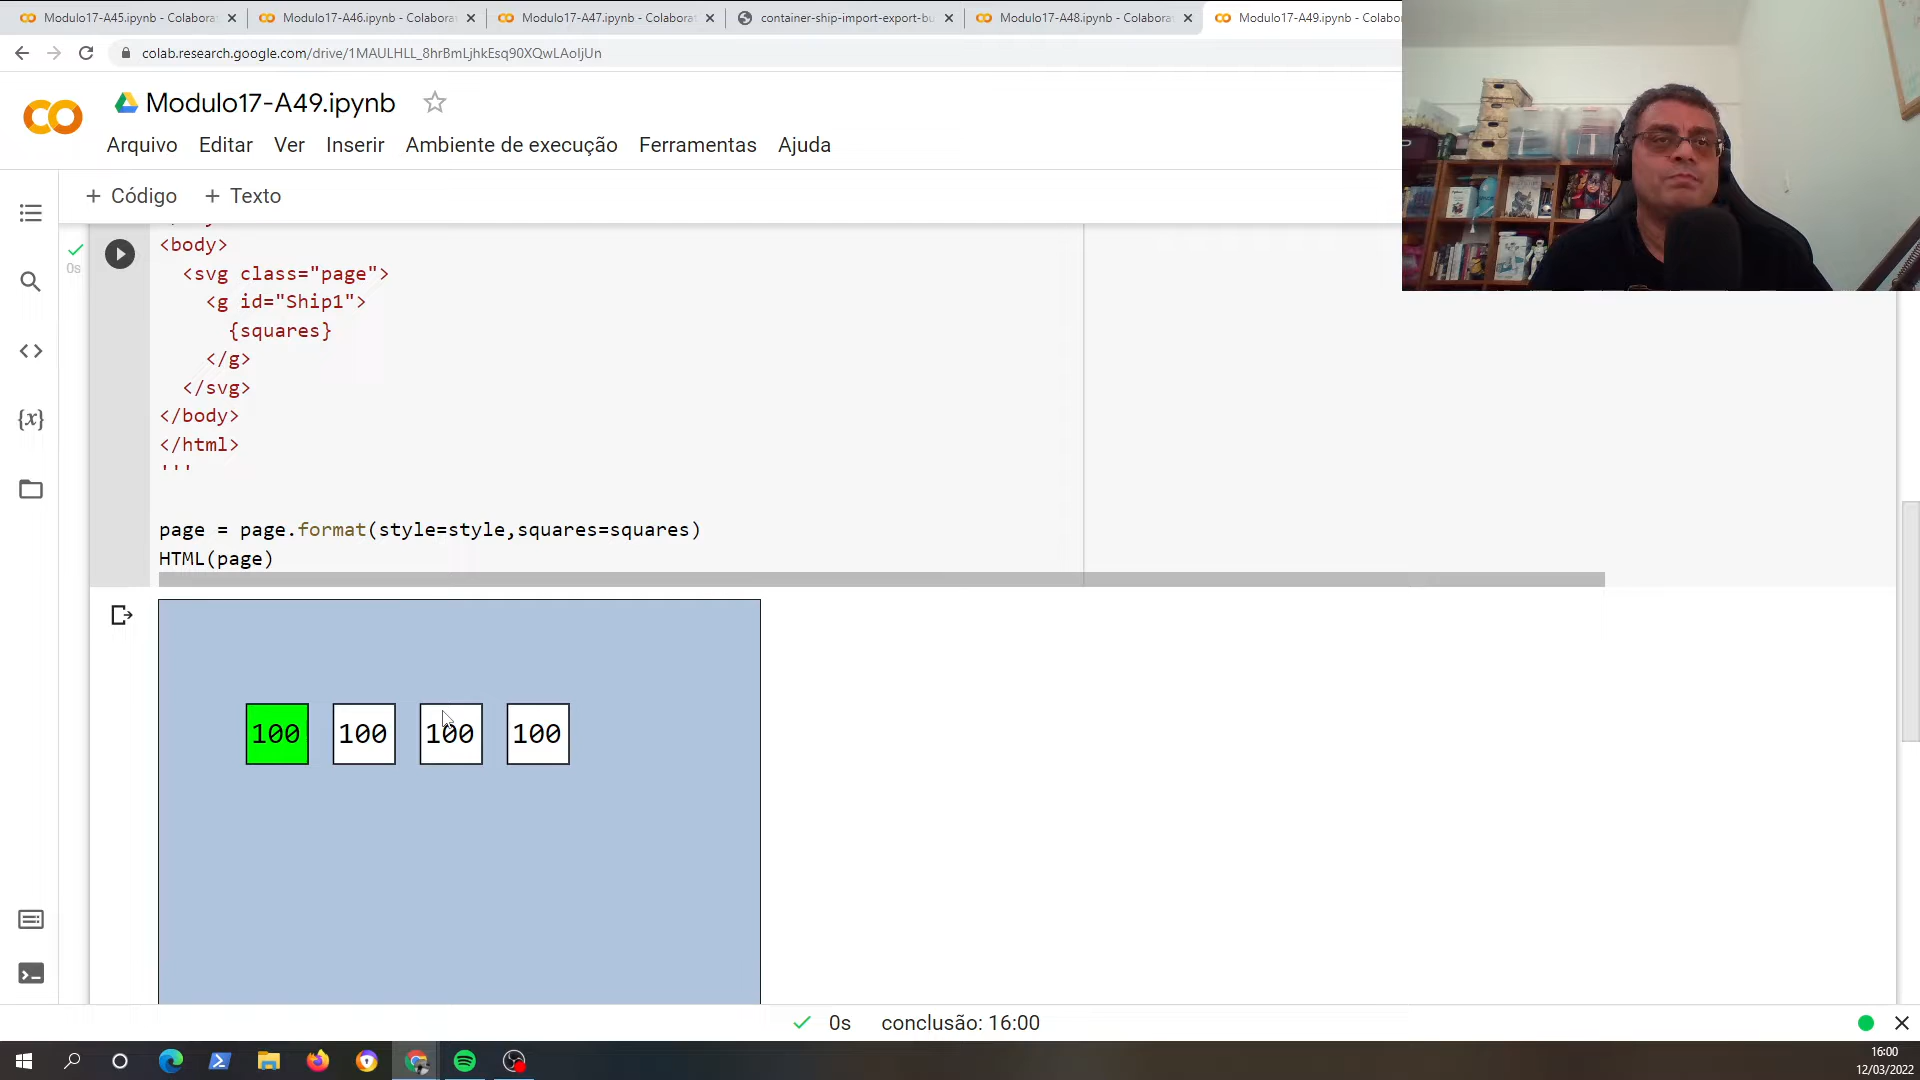 Modulo17-A45.ipynb - Colabora
Modulo17-A46.ipynb - Colabora
Modulo17-A47.ipynb - Colabora
container-ship-import-export-bu
Modulo17-A48.ipynb - Colabora
Modulo17-A49.ipynb - Colabo
colab.research.google.com/drive/1MAULHLL_8hrBmLjhkEsq90XQwLAoljUn
Modulo17-A49.ipynb
Arquivo Editar Ver Inserir Ambiente de execução Ferramentas Ajuda
+ Código + Texto
0s
<body>
<svg class="page">
<g id="Ship1">
{squares}
</g>
</svg>
</body>
</html>
'''
page = page.format(style=style,squares=squares)
HTML(page)
100 100 100 100
0s conclusão: 16:00
16:00
12/03/2022